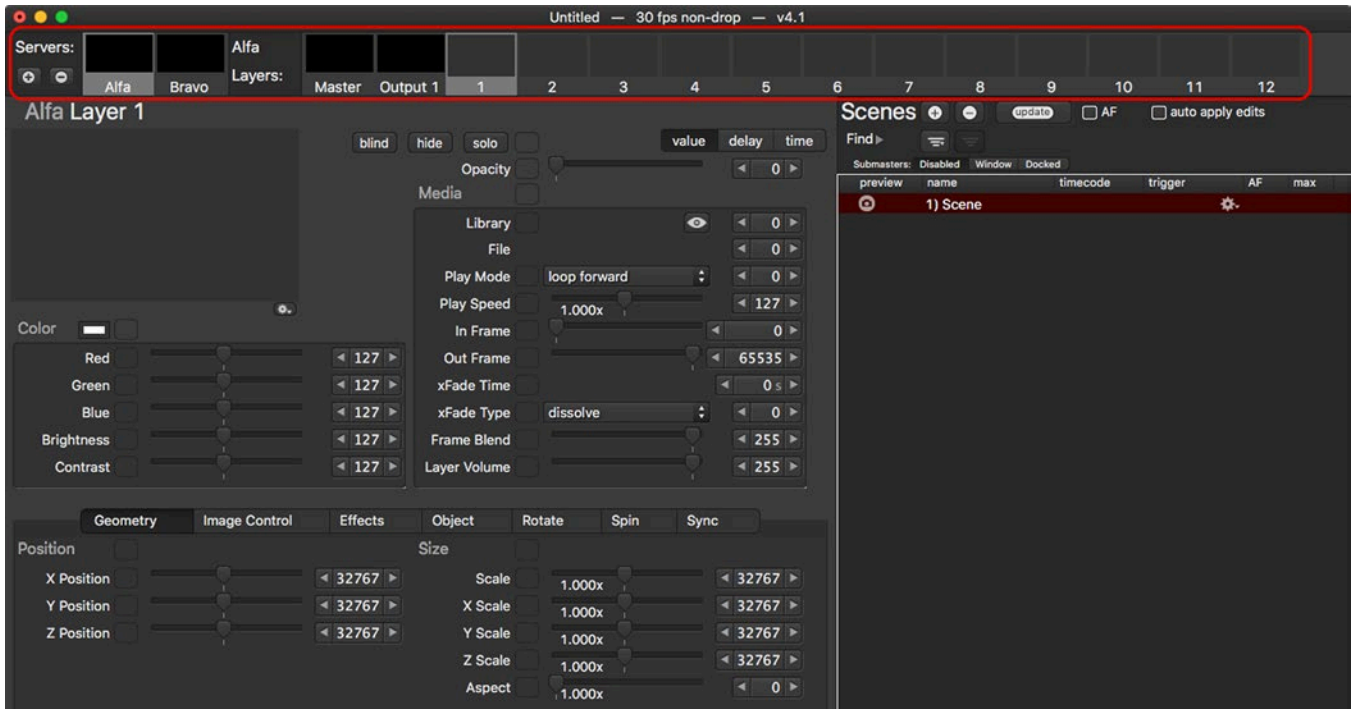 Untitled — 30 fps non-drop — v4.1
Servers: Alfa
Layers:
Alfa Bravo Master Output 1 1 2 3 4 5 6 7 8 9 10 11 12
Alfa Layer 1
blind hide solo value delay time
Opacity 0
Media
Library 0
File 0
Play Mode loop forward 0
Play Speed 1.000x 127
In Frame 0
Out Frame 65535
xFade Time 0 s
xFade Type dissolve 0
Frame Blend 255
Layer Volume 255
Color
Red 127
Green 127
Blue 127
Brightness 127
Contrast 127
Geometry Image Control Effects Object Rotate Spin Sync
Position
X Position 32767
Y Position 32767
Z Position 32767
Size
Scale 1.000x 32767
X Scale 1.000x 32767
Y Scale 1.000x 32767
Z Scale 1.000x 32767
Aspect 1.000x 0
Scenes update AF auto apply edits
Find
Submasters: Disabled Window Docked
preview name timecode trigger AF max
1) Scene